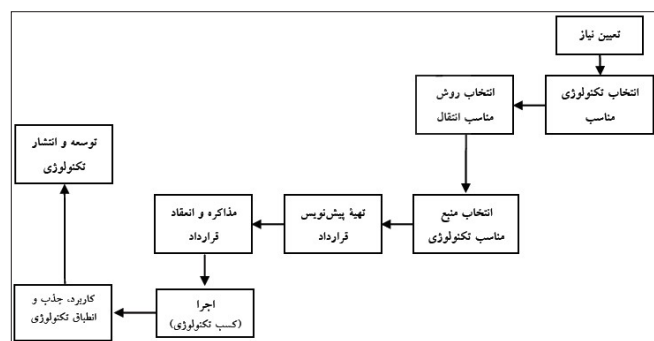 تعیین نیاز
انتخاب تکنولوژی
مناسب
انتخاب روش
مناسب انتقال
انتخاب منبع
مناسب تکنولوژی
تهیهٔ پیش‌نویس
قرارداد
مذاکره و انعقاد
قرارداد
اجرا
(کسب تکنولوژی)
کاربرد، جذب و
انطباق تکنولوژی
توسعه و انتشار
تکنولوژی